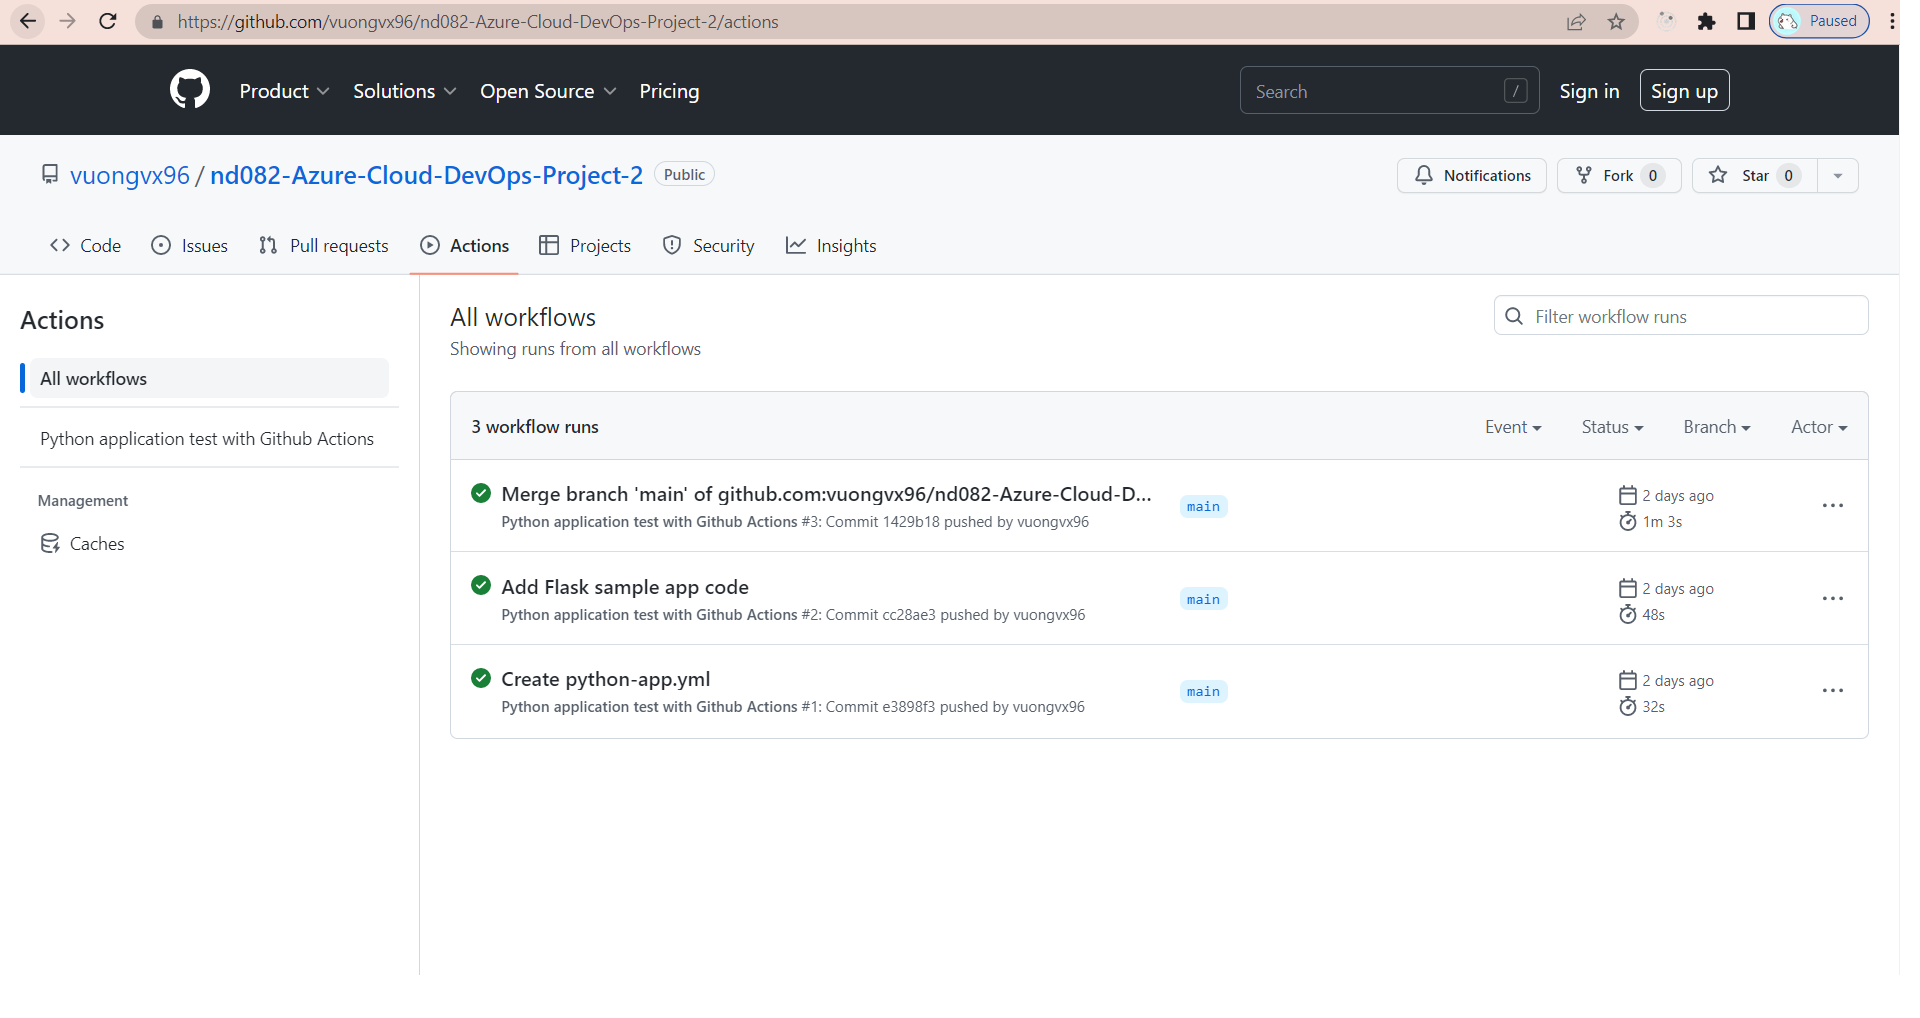 https://github.com/vuongvx96/nd082-Azure-Cloud-DevOps-Project-2/actions
Paused
Product
Solutions
Open Source
Pricing
Search
/
Sign in
Sign up
vuongvx96 / nd082-Azure-Cloud-DevOps-Project-2
Public
Notifications
Fork 0
Star 0
Code
Issues
Pull requests
Actions
Projects
Security
Insights
Actions
All workflows
Python application test with Github Actions
Management
Caches
All workflows
Showing runs from all workflows
Filter workflow runs
3 workflow runs
Event
Status
Branch
Actor
Merge branch 'main' of github.com:vuongvx96/nd082-Azure-Cloud-D...
Python application test with Github Actions #3: Commit 1429b18 pushed by vuongvx96
main
2 days ago
1m 3s
Add Flask sample app code
Python application test with Github Actions #2: Commit cc28ae3 pushed by vuongvx96
main
2 days ago
48s
Create python-app.yml
Python application test with Github Actions #1: Commit e3898f3 pushed by vuongvx96
main
2 days ago
32s